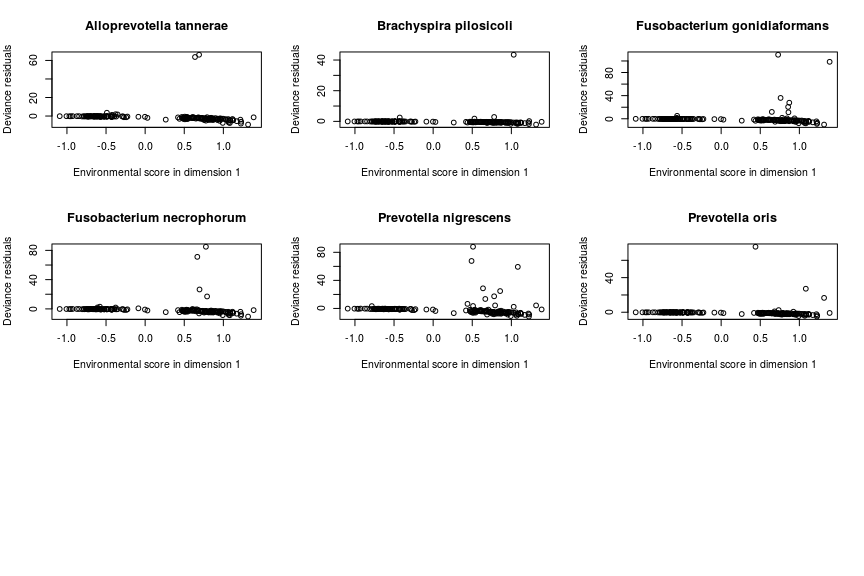 Alloprevotella tannerae
Brachyspira pilosicoli
Fusobacterium gonidiaformans
Deviance residuals
0 20 60
-1.0 -0.5 0.0 0.5 1.0
Environmental score in dimension 1
Deviance residuals
0 20 40
-1.0 -0.5 0.0 0.5 1.0
Environmental score in dimension 1
Deviance residuals
0 40 80
-1.0 -0.5 0.0 0.5 1.0
Environmental score in dimension 1
Fusobacterium necrophorum
Prevotella nigrescens
Prevotella oris
Deviance residuals
0 40 80
-1.0 -0.5 0.0 0.5 1.0
Environmental score in dimension 1
Deviance residuals
0 40 80
-1.0 -0.5 0.0 0.5 1.0
Environmental score in dimension 1
Deviance residuals
0 40
-1.0 -0.5 0.0 0.5 1.0
Environmental score in dimension 1